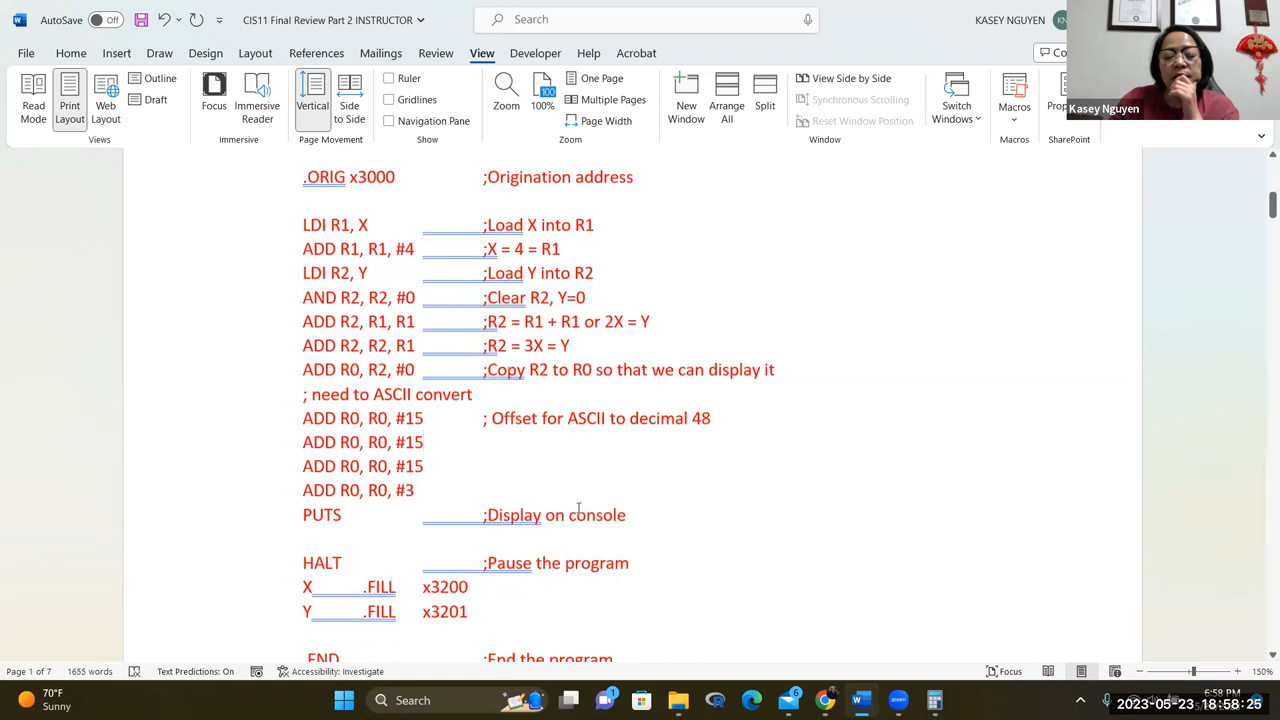 AutoSave Off CIS11 Final Review Part 2 INSTRUCTOR Search KASEY NGUYEN KN
File Home Insert Draw Design Layout References Mailings Review View Developer Help Acrobat
Read Mode Print Layout Web Layout Outline Draft
Focus Immersive Reader Vertical Side to Side
Ruler Gridlines Navigation Pane
Zoom 100 100% One Page Multiple Pages Page Width
New Window Arrange All Split
View Side by Side Synchronous Scrolling Reset Window Position
Switch Windows Macros
Views Immersive Page Movement Show Zoom Window Macros SharePoint
Kasey Nguyen
.ORIG x3000 ;Origination address
LDI R1, X ;Load X into R1
ADD R1, R1, #4 ;X = 4 = R1
LDI R2, Y ;Load Y into R2
AND R2, R2, #0 ;Clear R2, Y=0
ADD R2, R1, R1 ;R2 = R1 + R1 or 2X = Y
ADD R2, R2, R1 ;R2 = 3X = Y
ADD R0, R2, #0 ;Copy R2 to R0 so that we can display it
; need to ASCII convert
ADD R0, R0, #15 ; Offset for ASCII to decimal 48
ADD R0, R0, #15
ADD R0, R0, #15
ADD R0, R0, #3
PUTS ;Display on console
HALT ;Pause the program
X .FILL x3200
Y .FILL x3201
.END ;End the program
Page 1 of 7 1655 words Text Predictions: On Accessibility: Investigate Focus 150%
70°F
Sunny
Search
1
6
6:58 PM
2023-05-23 18:58:25